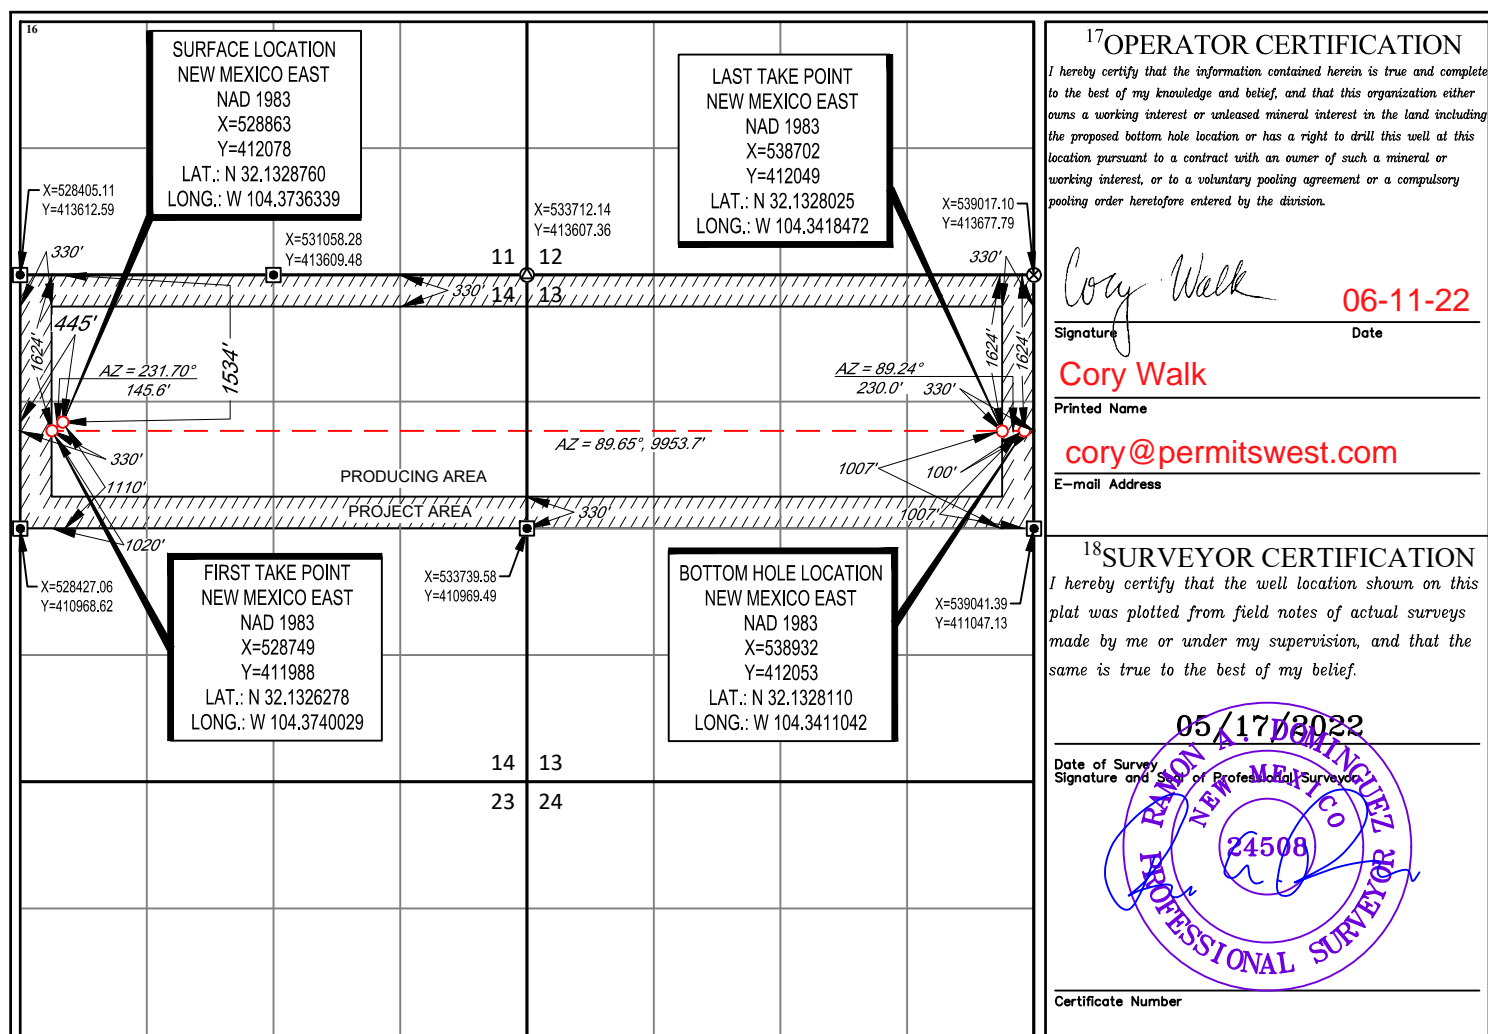 16
SURFACE LOCATION
NEW MEXICO EAST
NAD 1983
X=528863
Y=412078
LAT.: N 32.1328760
LONG.: W 104.3736339
LAST TAKE POINT
NEW MEXICO EAST
NAD 1983
X=538702
Y=412049
LAT.: N 32.1328025
LONG.: W 104.3418472
X=528405.11
Y=413612.59
X=531058.28
Y=413609.48
X=533712.14
Y=413607.36
X=539017.10
Y=413677.79
11 12
14 13
330'
330'
330'
445'
1624'
1534'
AZ = 231.70°
145.6'
1624'
1624'
AZ = 89.24°
230.0' 330'
AZ = 89.65°, 9953.7'
330'
1110'
1020'
1007'
100'
1007'
330'
PRODUCING AREA
PROJECT AREA
X=528427.06
Y=410968.62
X=533739.58
Y=410969.49
X=539041.39
Y=411047.13
FIRST TAKE POINT
NEW MEXICO EAST
NAD 1983
X=528749
Y=411988
LAT.: N 32.1326278
LONG.: W 104.3740029
BOTTOM HOLE LOCATION
NEW MEXICO EAST
NAD 1983
X=538932
Y=412053
LAT.: N 32.1328110
LONG.: W 104.3411042
14 13
23 24
17 OPERATOR CERTIFICATION
I hereby certify that the information contained herein is true and complete
to the best of my knowledge and belief, and that this organization either
owns a working interest or unleased mineral interest in the land including
the proposed bottom hole location or has a right to drill this well at this
location pursuant to a contract with an owner of such a mineral or
working interest, or to a voluntary pooling agreement or a compulsory
pooling order heretofore entered by the division.
Cory Walk
06-11-22
Signature Date
Cory Walk
Printed Name
cory@permitswest.com
E-mail Address
18 SURVEYOR CERTIFICATION
I hereby certify that the well location shown on this
plat was plotted from field notes of actual surveys
made by me or under my supervision, and that the
same is true to the best of my belief.
05/17/2022
Date of Survey
Signature and Seal of Professional Surveyor
RAMON A. DOMINGUEZ
NEW MEXICO
24508
PROFESSIONAL SURVEYOR
Certificate Number